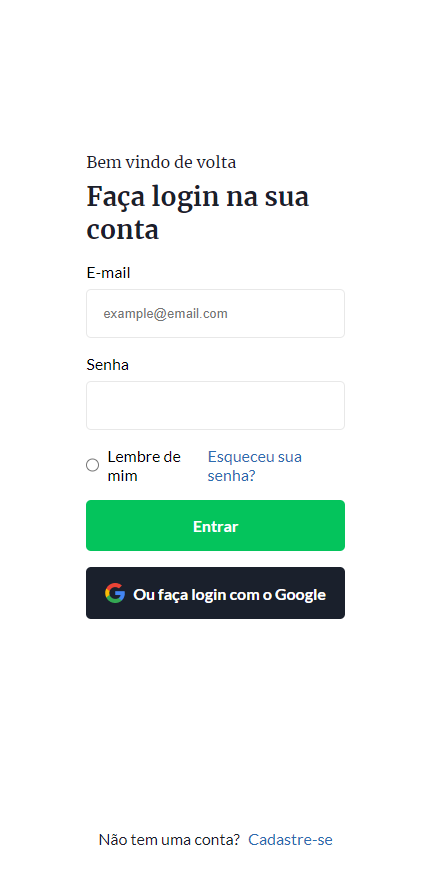 Bem vindo de volta
Faça login na sua
conta
E-mail
example@email.com
Senha
Lembre de
mim
Esqueceu sua
senha?
Entrar
Ou faça login com o Google
Não tem uma conta? Cadastre-se